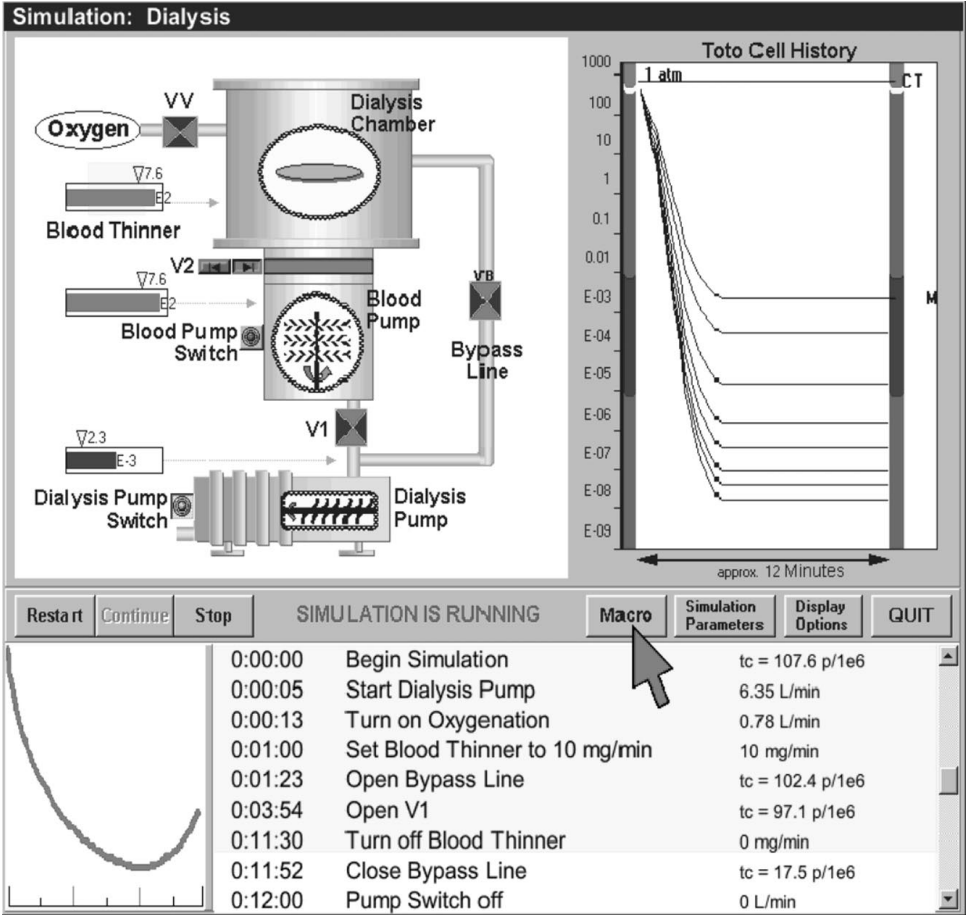 Simulation: Dialysis
VV
Oxygen
Dialysis
Chamber
7.6
E2
Blood Thinner
V2
7.6
E2
Blood
Pump
Blood Pump
Switch
VB
Bypass
Line
V1
2.3
E-3
Dialysis Pump
Switch
Dialysis
Pump
Toto Cell History
1000
100
10
1
0.1
0.01
E-03
E-04
E-05
E-06
E-07
E-08
E-09
1 atm
CT
M
approx. 12 Minutes
Restart Continue Stop SIMULATION IS RUNNING Macro Simulation Parameters Display Options QUIT
0:00:00 Begin Simulation tc = 107.6 p/1e6
0:00:05 Start Dialysis Pump 6.35 L/min
0:00:13 Turn on Oxygenation 0.78 L/min
0:01:00 Set Blood Thinner to 10 mg/min 10 mg/min
0:01:23 Open Bypass Line tc = 102.4 p/1e6
0:03:54 Open V1 tc = 97.1 p/1e6
0:11:30 Turn off Blood Thinner 0 mg/min
0:11:52 Close Bypass Line tc = 17.5 p/1e6
0:12:00 Pump Switch off 0 L/min